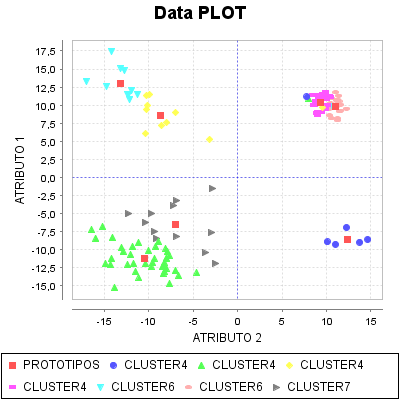 Data PLOT
17,5
15,0
12,5
10,0
7,5
5,0
2,5
0,0
-2,5
-5,0
-7,5
-10,0
-12,5
-15,0
ATRIBUTO 1
-15 -10 -5 0 5 10 15
ATRIBUTO 2
PROTOTIPOS CLUSTER4 CLUSTER4 CLUSTER4
CLUSTER4 CLUSTER6 CLUSTER6 CLUSTER7